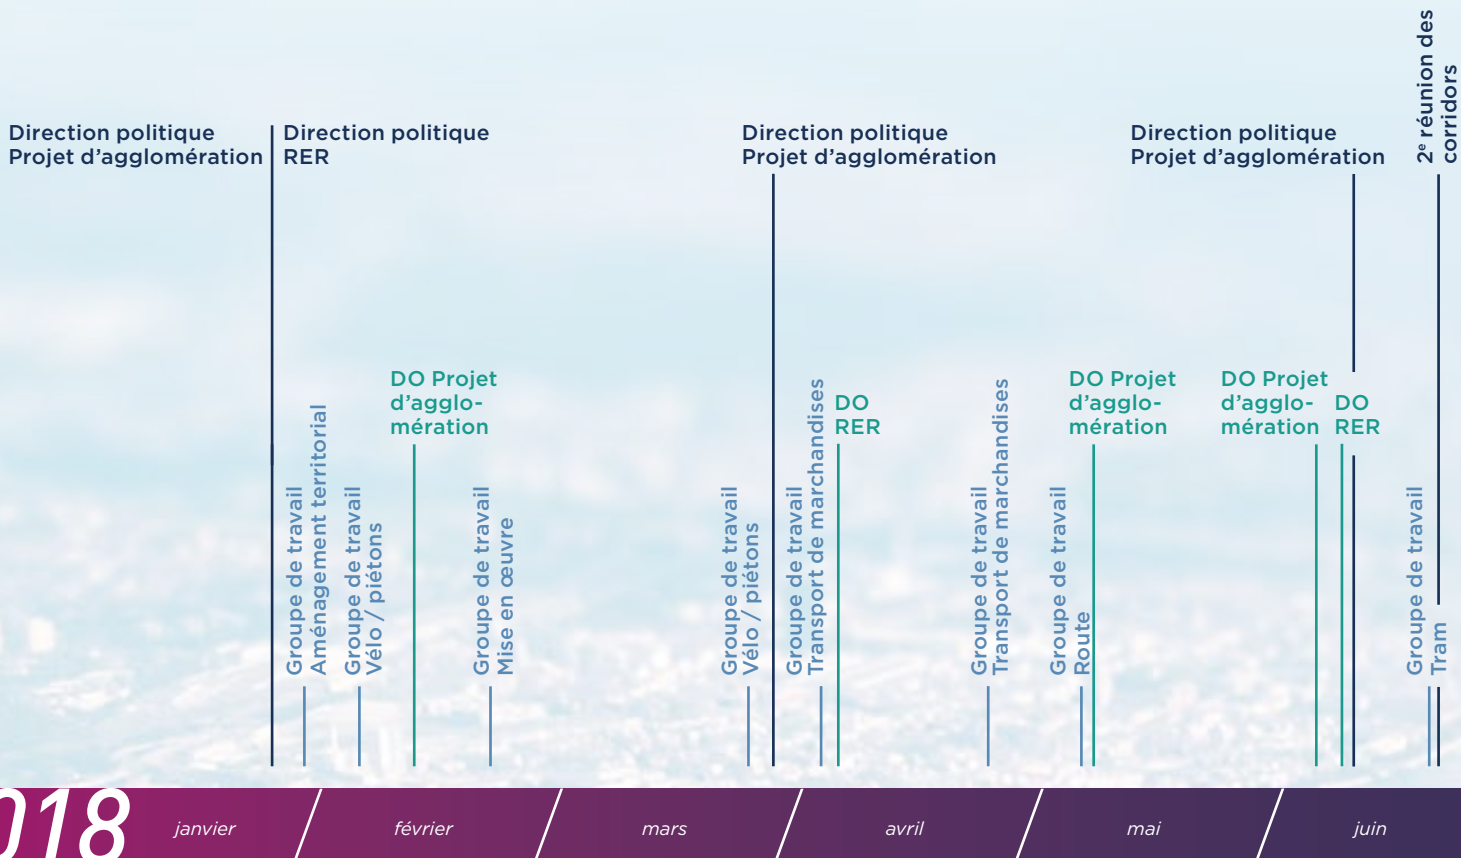 2e réunion des
corridors
Direction politique
Projet d'agglomération
Direction politique
RER
Direction politique
Projet d'agglomération
Direction politique
Projet d'agglomération
DO Projet
d'agglo-
mération
DO
RER
DO Projet
d'agglo-
mération
DO Projet
d'agglo-
mération
DO
RER
Groupe de travail
Aménagement territorial
Groupe de travail
Vélo / piétons
Groupe de travail
Mise en œuvre
Groupe de travail
Vélo / piétons
Groupe de travail
Transport de marchandises
Groupe de travail
Transport de marchandises
Groupe de travail
Route
Groupe de travail
Tram
018
janvier
février
mars
avril
mai
juin